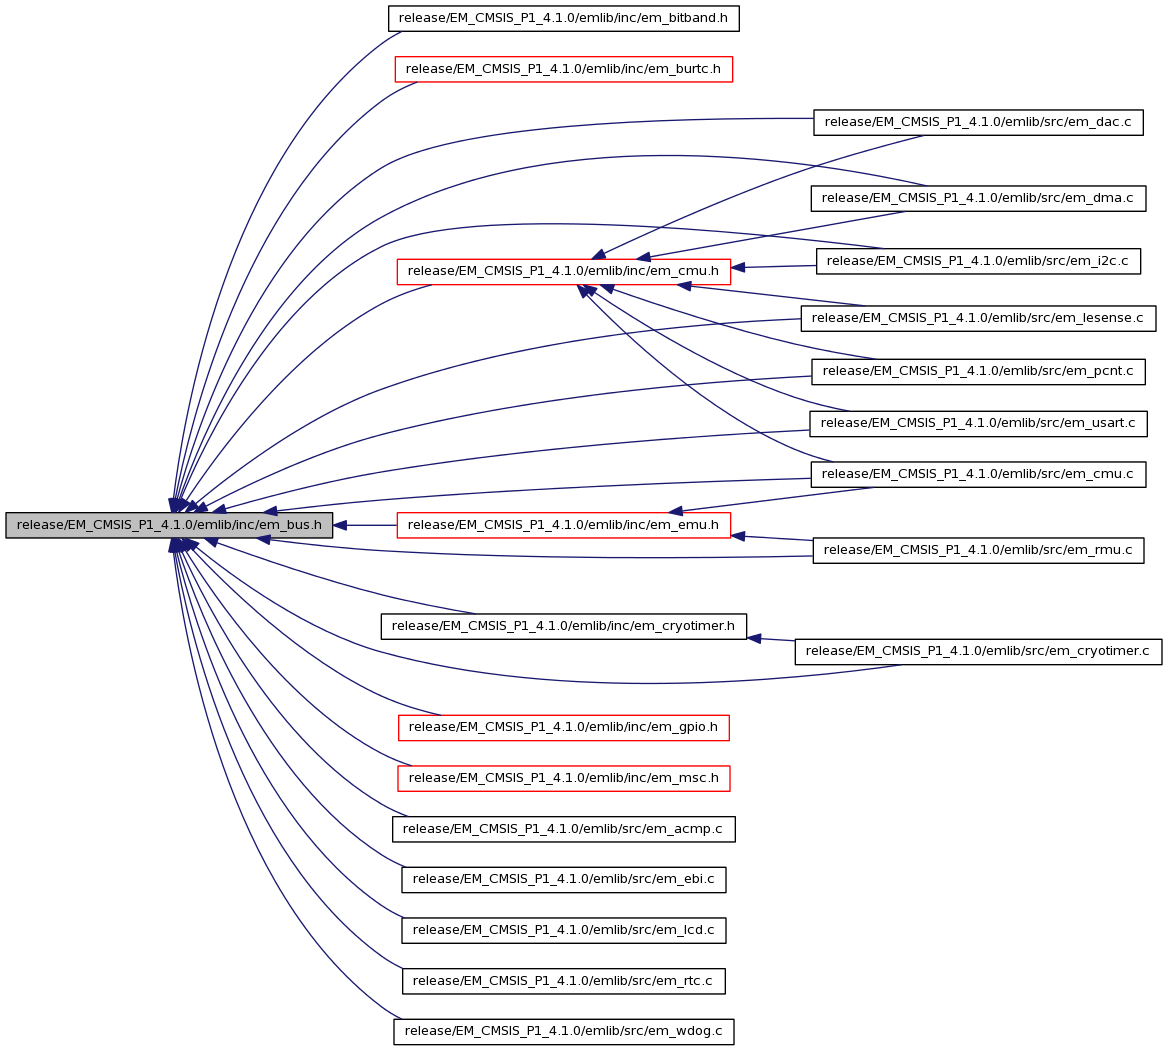 release/EM_CMSIS_P1_4.1.0/emlib/inc/em_bitband.h
release/EM_CMSIS_P1_4.1.0/emlib/inc/em_burtc.h
release/EM_CMSIS_P1_4.1.0/emlib/src/em_dac.c
release/EM_CMSIS_P1_4.1.0/emlib/src/em_dma.c
release/EM_CMSIS_P1_4.1.0/emlib/src/em_i2c.c
release/EM_CMSIS_P1_4.1.0/emlib/inc/em_cmu.h
release/EM_CMSIS_P1_4.1.0/emlib/src/em_lesense.c
release/EM_CMSIS_P1_4.1.0/emlib/src/em_pcnt.c
release/EM_CMSIS_P1_4.1.0/emlib/src/em_usart.c
release/EM_CMSIS_P1_4.1.0/emlib/src/em_cmu.c
release/EM_CMSIS_P1_4.1.0/emlib/inc/em_bus.h
release/EM_CMSIS_P1_4.1.0/emlib/inc/em_emu.h
release/EM_CMSIS_P1_4.1.0/emlib/src/em_rmu.c
release/EM_CMSIS_P1_4.1.0/emlib/inc/em_cryotimer.h
release/EM_CMSIS_P1_4.1.0/emlib/src/em_cryotimer.c
release/EM_CMSIS_P1_4.1.0/emlib/inc/em_gpio.h
release/EM_CMSIS_P1_4.1.0/emlib/inc/em_msc.h
release/EM_CMSIS_P1_4.1.0/emlib/src/em_acmp.c
release/EM_CMSIS_P1_4.1.0/emlib/src/em_ebi.c
release/EM_CMSIS_P1_4.1.0/emlib/src/em_lcd.c
release/EM_CMSIS_P1_4.1.0/emlib/src/em_rtc.c
release/EM_CMSIS_P1_4.1.0/emlib/src/em_wdog.c